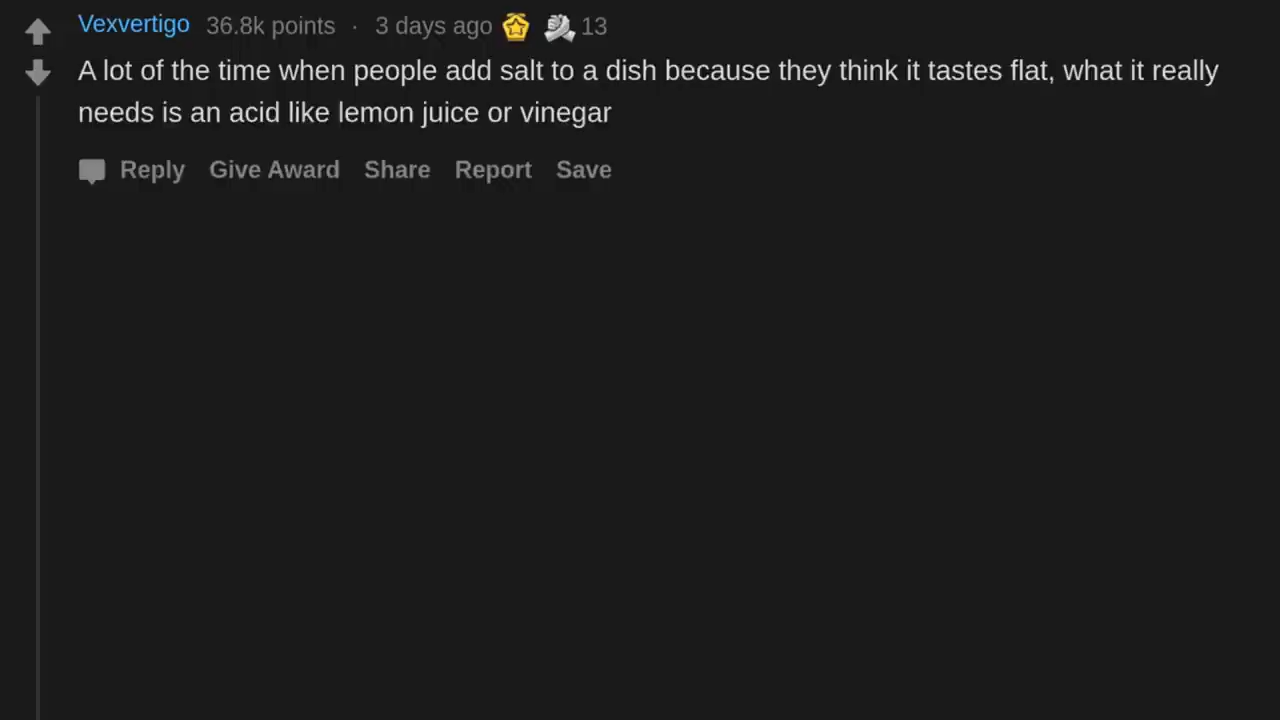 Vexvertigo 36.8k points · 3 days ago 13
A lot of the time when people add salt to a dish because they think it tastes flat, what it really
needs is an acid like lemon juice or vinegar
Reply Give Award Share Report Save